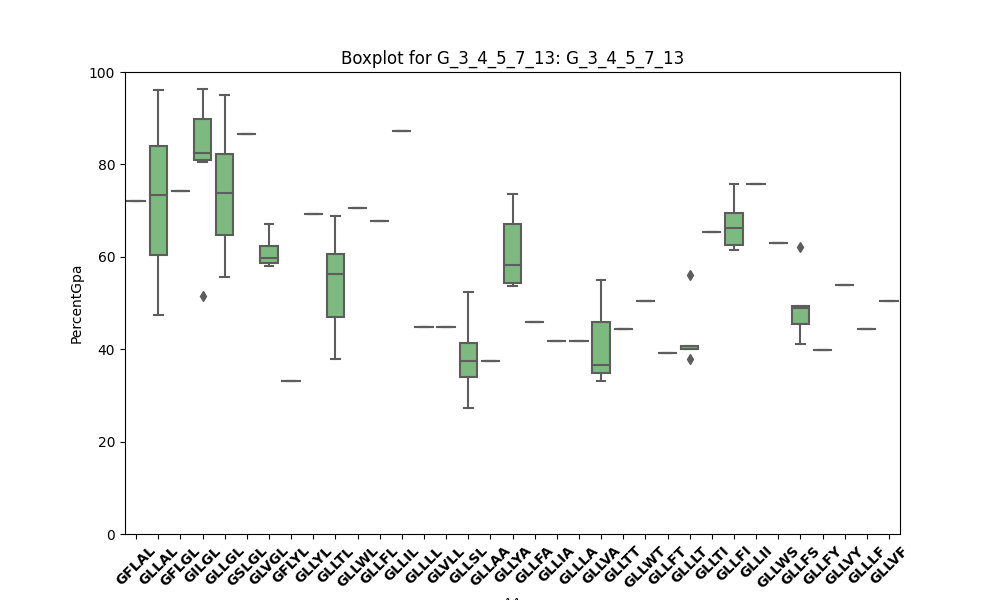 Boxplot for G_3_4_5_7_13: G_3_4_5_7_13
100
80
60
40
20
0
PercentGpa
GFLAL GLLAL GFLGL GILGL GLLGL GSLGL GLVGL GFLYL GLLYL GLLTL GLLWL GLLFL GLLIL GLLLL GLVLL GLLSL GLLAA GLLYA GLLFA GLLIA GLLLA GLLVA GLLTT GLLWT GLLFT GLLLT GLLTI GLLFI GLLII GLLWS GLLFS GLLFY GLLVY GLLLF GLLVF